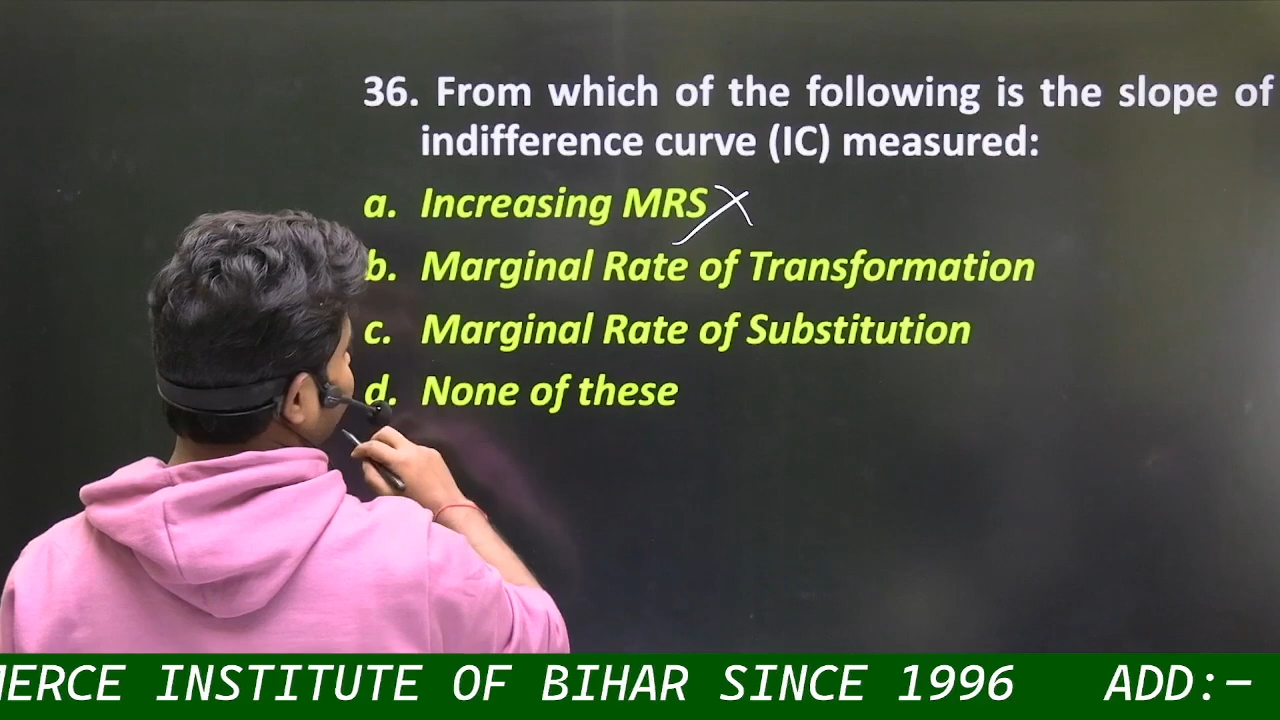 36. From which of the following is the slope of
indifference curve (IC) measured:
a. Increasing MRS
b. Marginal Rate of Transformation
c. Marginal Rate of Substitution
d. None of these
MERCE INSTITUTE OF BIHAR SINCE 1996 ADD:-